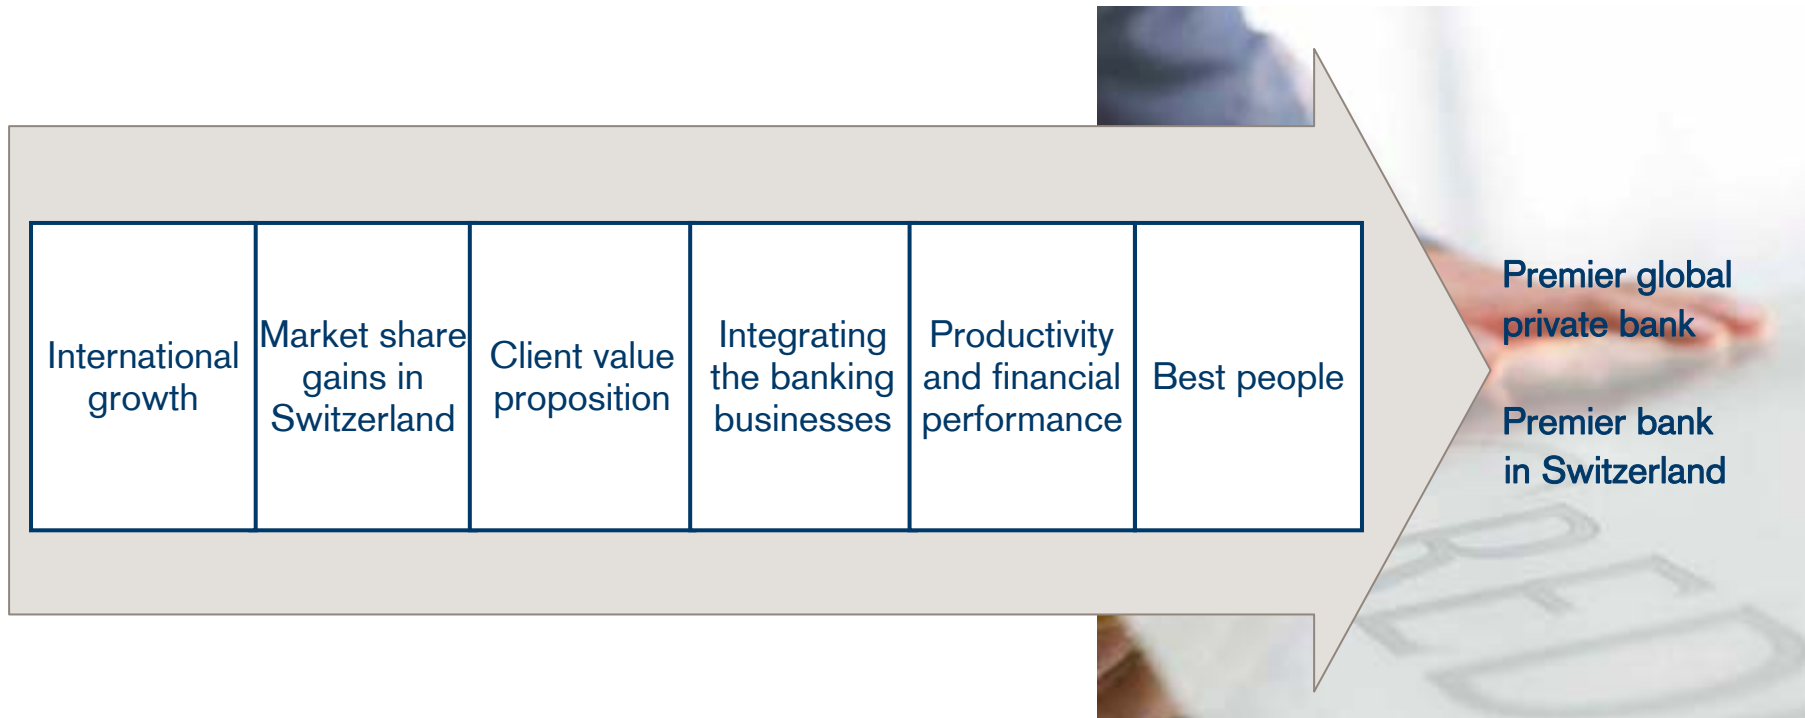 International
growth
Market share
gains in
Switzerland
Client value
proposition
Integrating
the banking
businesses
Productivity
and financial
performance
Best people
Premier global
private bank
Premier bank
in Switzerland
RED